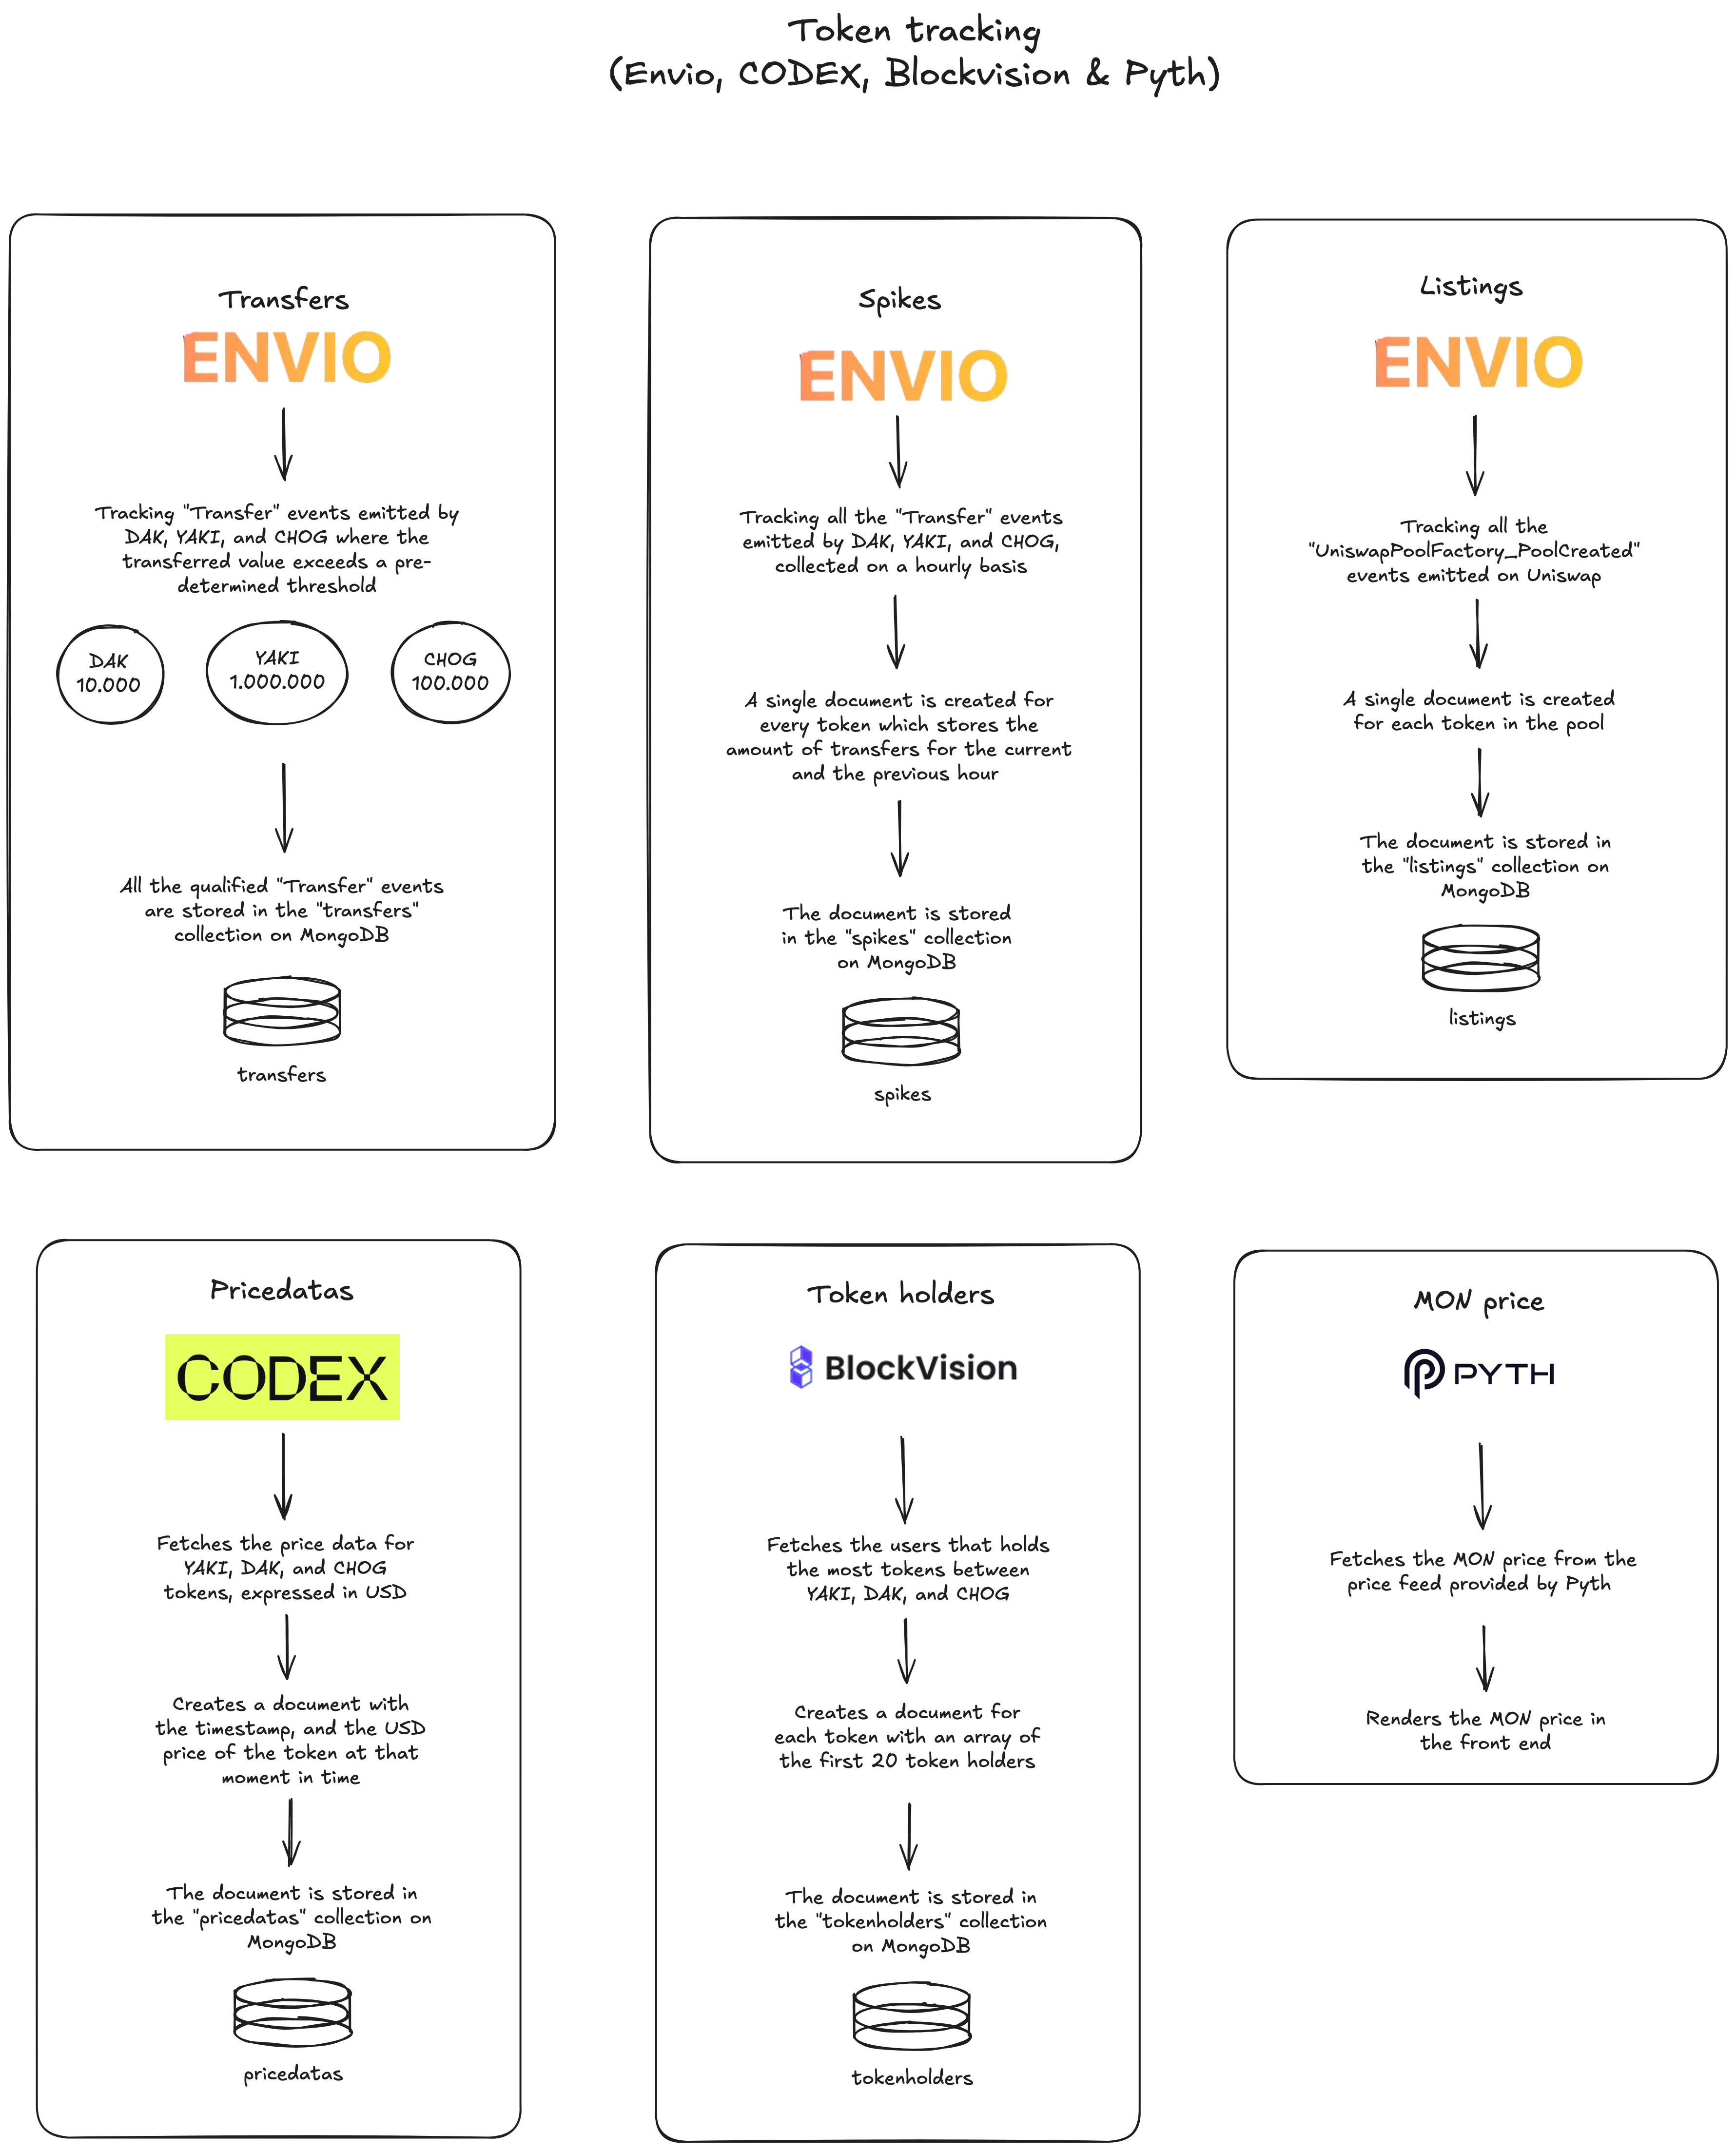 Token tracking
(Envio, CODEX, Blockvision & Pyth)
Transfers
ENVIO
Tracking "Transfer" events emitted by
DAK, YAKI, and CHOG where the
transferred value exceeds a pre-
determined threshold
DAK
10.000
YAKI
1.000.000
CHOG
100.000
All the qualified "Transfer" events
are stored in the "transfers"
collection on MongoDB
transfers
Spikes
ENVIO
Tracking all the "Transfer" events
emitted by DAK, YAKI, and CHOG,
collected on a hourly basis
A single document is created for
every token which stores the
amount of transfers for the current
and the previous hour
The document is stored
in the "spikes" collection
on MongoDB
spikes
Listings
ENVIO
Tracking all the
"UniswapPoolFactory_PoolCreated"
events emitted on Uniswap
A single document is created
for each token in the pool
The document is stored in
the "listings" collection on
MongoDB
listings
Pricedatas
CODEX
Fetches the price data for
YAKI, DAK, and CHOG
tokens, expressed in USD
Creates a document with
the timestamp, and the USD
price of the token at that
moment in time
The document is stored in
the "pricedatas" collection on
MongoDB
pricedatas
Token holders
BlockVision
Fetches the users that holds
the most tokens between
YAKI, DAK, and CHOG
Creates a document for
each token with an array of
the first 20 token holders
The document is stored in
the "tokenholders" collection
on MongoDB
tokenholders
MON price
PYTH
Fetches the MON price from the
price feed provided by Pyth
Renders the MON price in
the front end